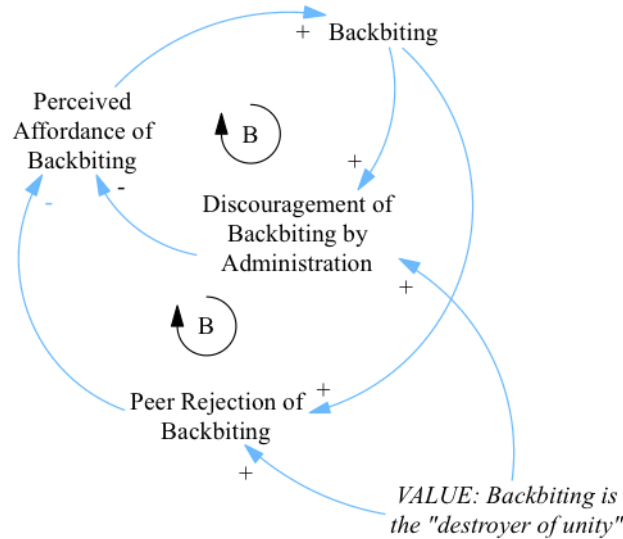 + Backbiting
Perceived
Affordance of
Backbiting
B
+
-
-
Discouragement of
Backbiting by
Administration
+
B
+
Peer Rejection of
Backbiting
+
VALUE: Backbiting is
the "destroyer of unity"